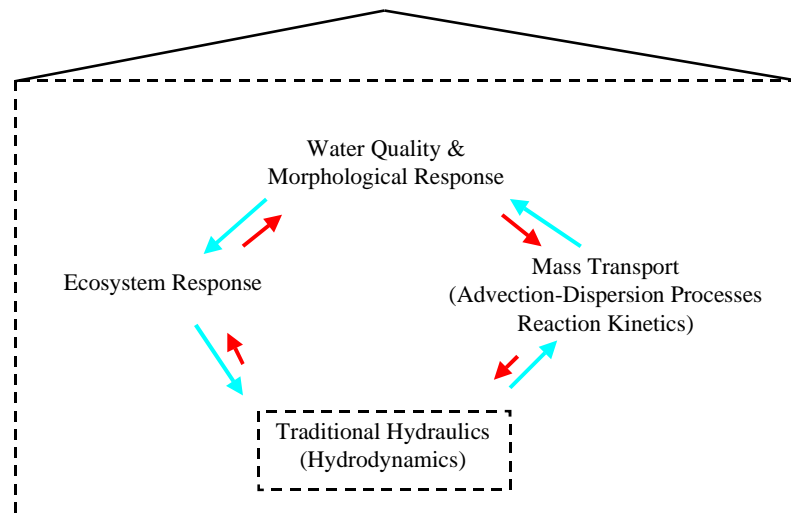 Water Quality &
Morphological Response
Ecosystem Response
Mass Transport
(Advection-Dispersion Processes
Reaction Kinetics)
Traditional Hydraulics
(Hydrodynamics)